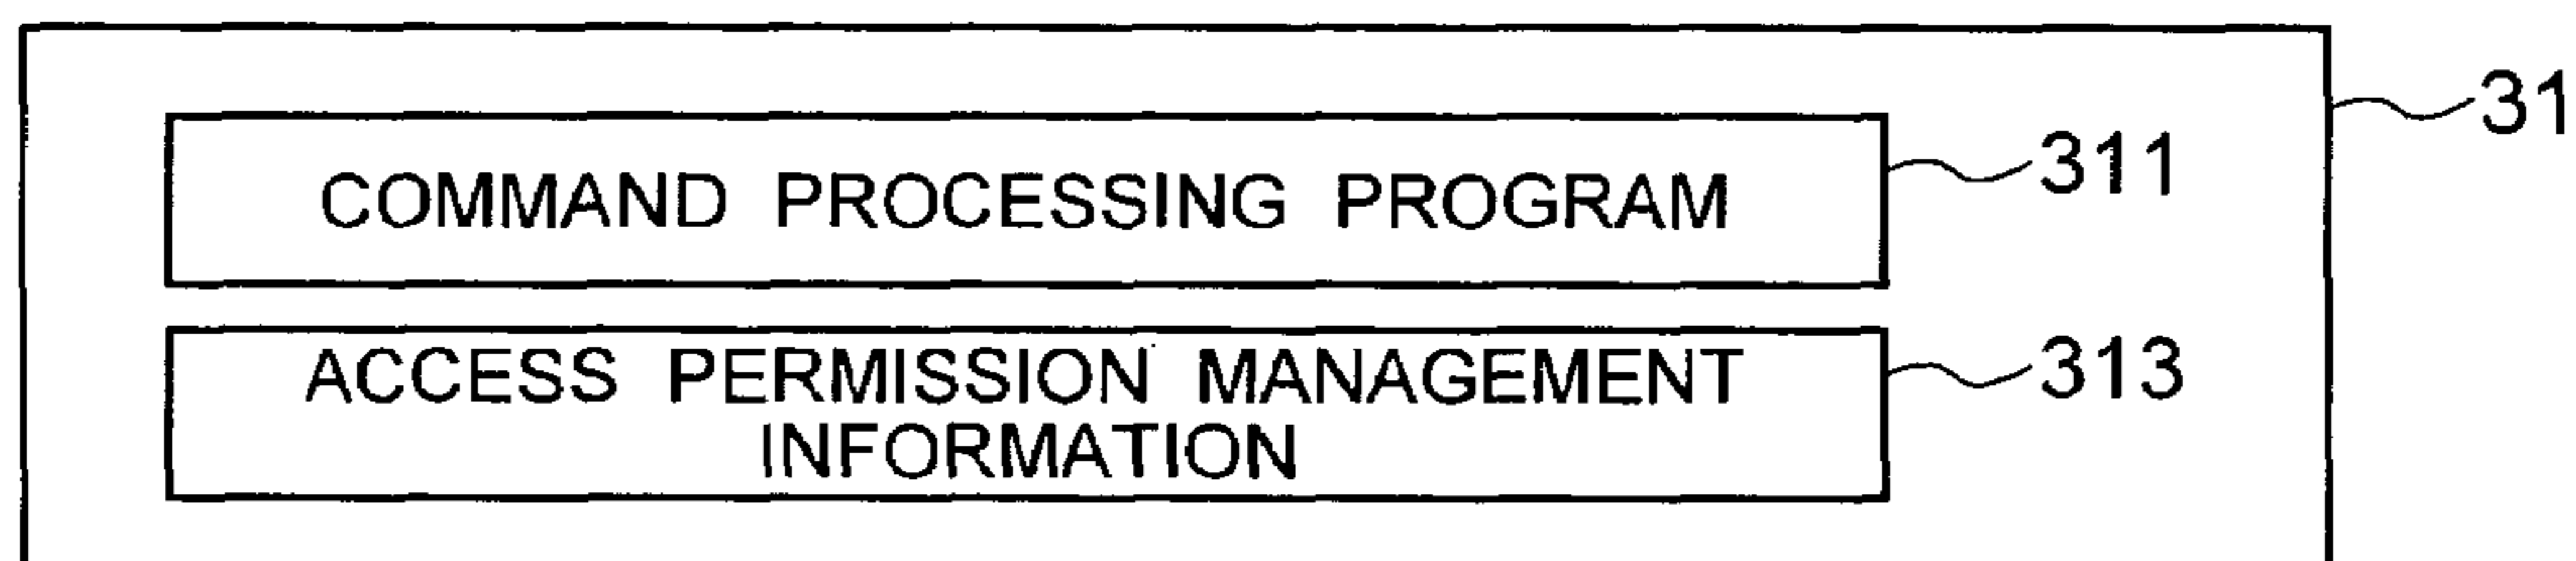 31
COMMAND PROCESSING PROGRAM
311
ACCESS PERMISSION MANAGEMENT
INFORMATION
313